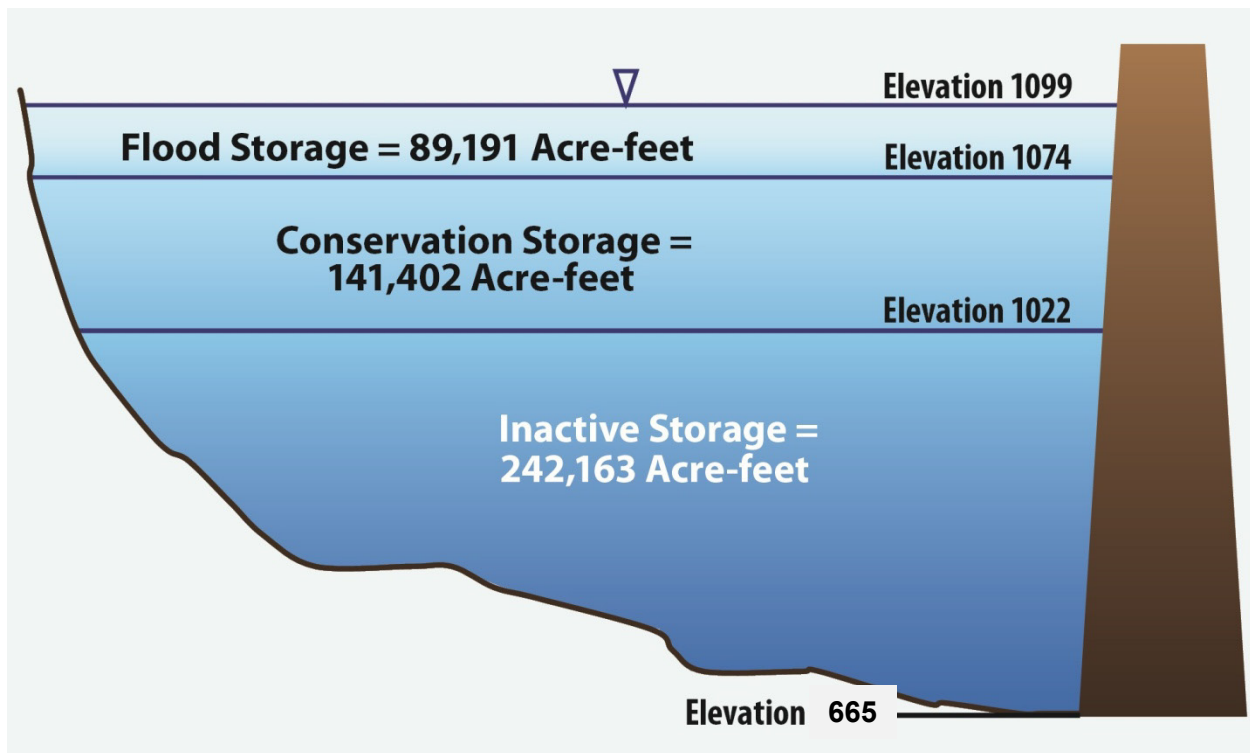 Elevation 1099
Flood Storage = 89,191 Acre-feet
Elevation 1074
Conservation Storage =
141,402 Acre-feet
Elevation 1022
Inactive Storage =
242,163 Acre-feet
Elevation 665